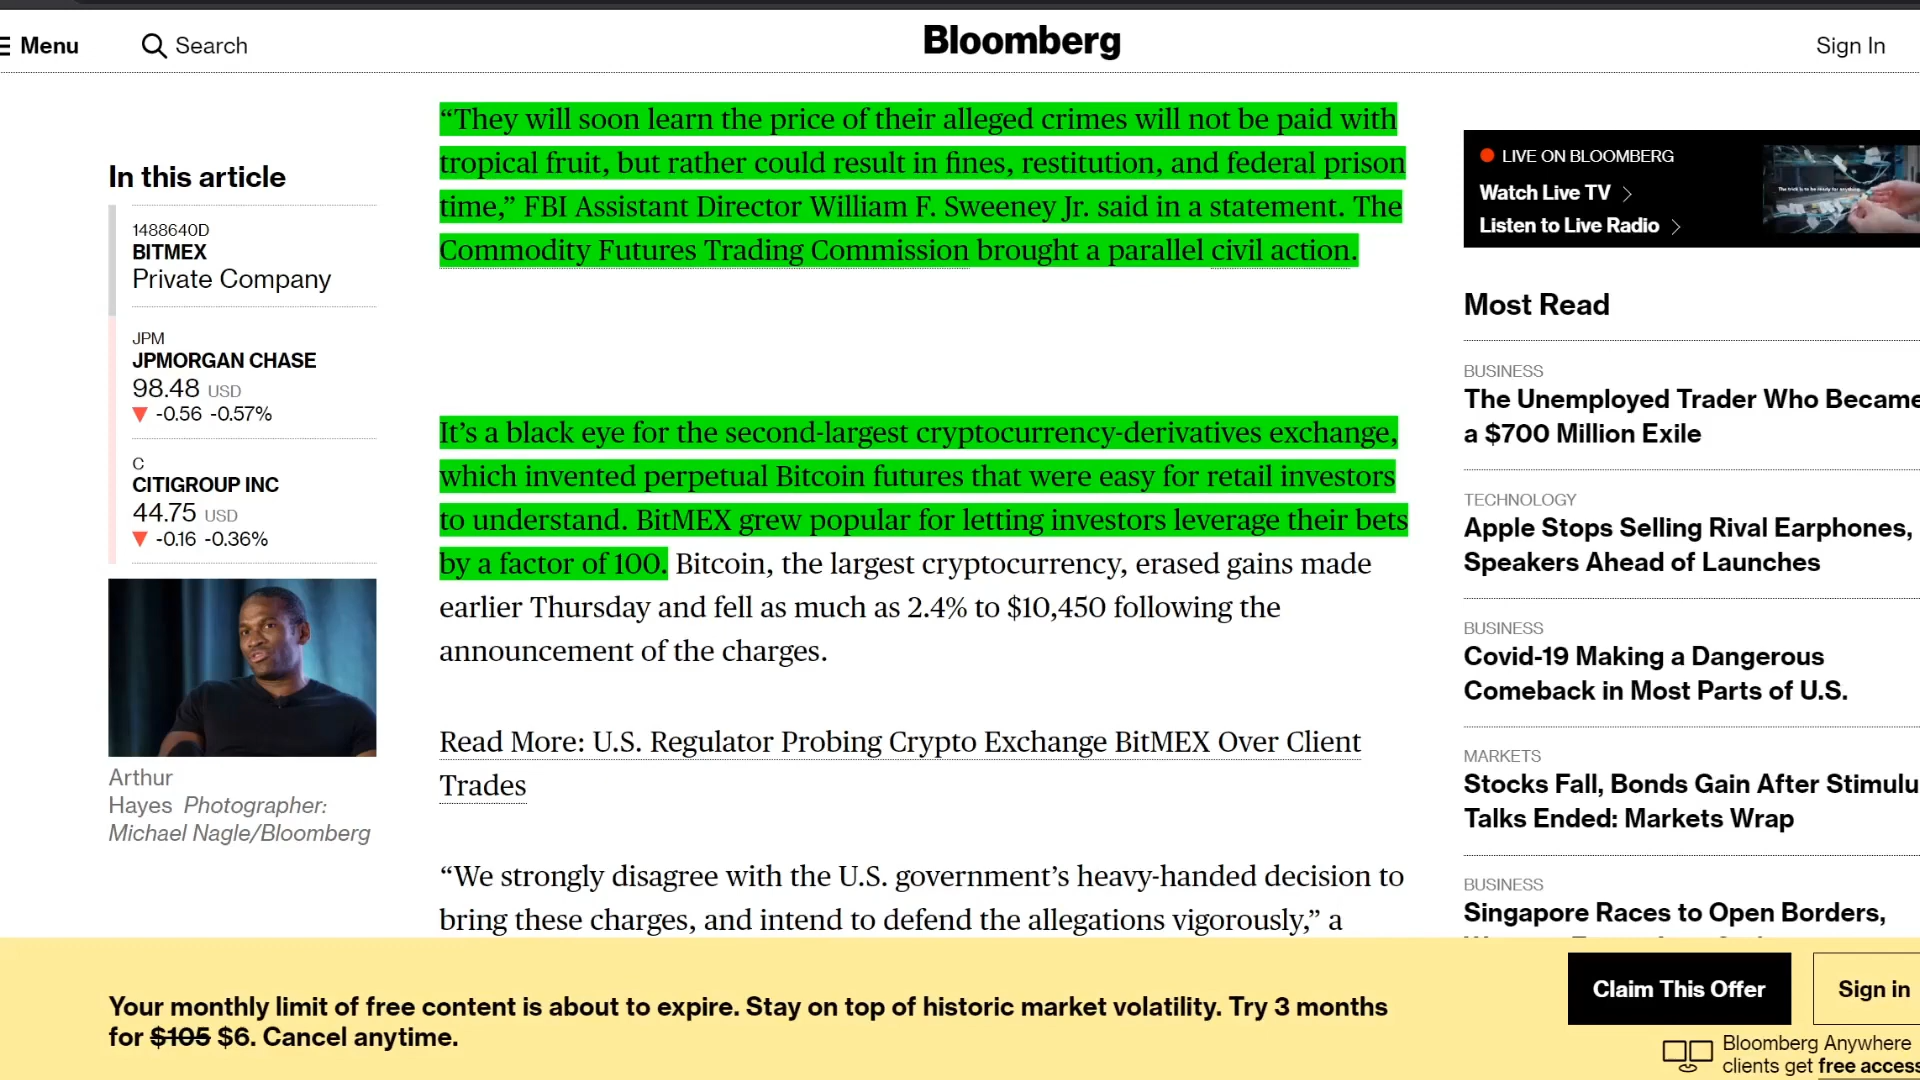 Menu
Search
Bloomberg
Sign In
In this article
1488640D
BITMEX
Private Company
JPM
JPMORGAN CHASE
98.48 USD
▼ -0.56 -0.57%
C
CITIGROUP INC
44.75 USD
▼ -0.16 -0.36%
Arthur
Hayes Photographer:
Michael Nagle/Bloomberg
“They will soon learn the price of their alleged crimes will not be paid with
tropical fruit, but rather could result in fines, restitution, and federal prison
time,” FBI Assistant Director William F. Sweeney Jr. said in a statement. The
Commodity Futures Trading Commission brought a parallel civil action.
It’s a black eye for the second-largest cryptocurrency-derivatives exchange,
which invented perpetual Bitcoin futures that were easy for retail investors
to understand. BitMEX grew popular for letting investors leverage their bets
by a factor of 100. Bitcoin, the largest cryptocurrency, erased gains made
earlier Thursday and fell as much as 2.4% to $10,450 following the
announcement of the charges.
Read More: U.S. Regulator Probing Crypto Exchange BitMEX Over Client
Trades
“We strongly disagree with the U.S. government’s heavy-handed decision to
bring these charges, and intend to defend the allegations vigorously,” a
LIVE ON BLOOMBERG
Watch Live TV
Listen to Live Radio
Most Read
BUSINESS
The Unemployed Trader Who Became
a $700 Million Exile
TECHNOLOGY
Apple Stops Selling Rival Earphones,
Speakers Ahead of Launches
BUSINESS
Covid-19 Making a Dangerous
Comeback in Most Parts of U.S.
MARKETS
Stocks Fall, Bonds Gain After Stimulu
Talks Ended: Markets Wrap
BUSINESS
Singapore Races to Open Borders,
Your monthly limit of free content is about to expire. Stay on top of historic market volatility. Try 3 months
for $105 $6. Cancel anytime.
Claim This Offer
Sign in
Bloomberg Anywhere
clients get free access